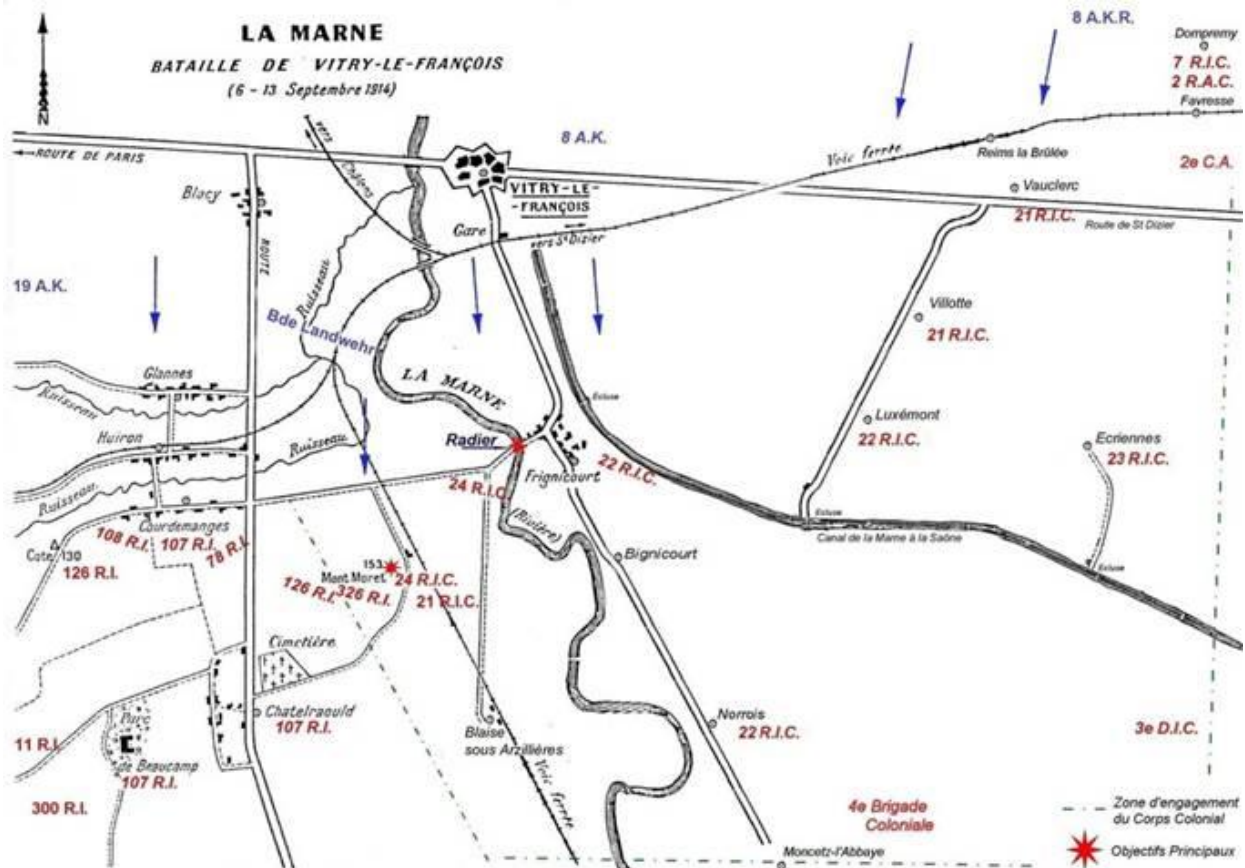 LA MARNE
BATAILLE DE VITRY-LE-FRANÇOIS
(6 - 13 Septembre 1914)
N
8 A.K.R.
Dompremy
7 R.I.C.
2 R.A.C.
Favresse
vers
Châlons
8 A.K.
Voie ferrée
Reims la Brûlée
ROUTE DE PARIS
2e C.A.
Blacy
VITRY-LE-
-FRANÇOIS
Vauclerc
21 R.I.C.
Route de St Dizier
Gare
vers St Dizier
ROUTE
Ruisseau
19 A.K.
Bde Landwehr
Villotte
21 R.I.C.
Glannes
Ruisseau
LA MARNE
Ecluse
Luxémont
22 R.I.C.
Huiron
Ruisseau
Radier
Ecriennes
23 R.I.C.
Frignicourt
22 R.I.C.
24 R.I.C.
Ruisseau
Courdemanges
108 R.I.
107 R.I.
78 R.I.
(Rivière)
Ecluse
Canal de la Marne à la Saône
Cote 130
126 R.I.
153
Mont Moret
24 R.I.C.
126 R.I.
326 R.I.
21 R.I.C.
Bignicourt
Ecluse
Cimetière
Chatelraould
107 R.I.
Blaise
sous Arzillières
Norrois
22 R.I.C.
3e D.I.C.
11 R.I.
Parc
de Beaucamp
107 R.I.
Voie ferrée
300 R.I.
4e Brigade
Coloniale
Zone d'engagement
du Corps Colonial
Moncetz-l'Abbaye
Objectifs Principaux